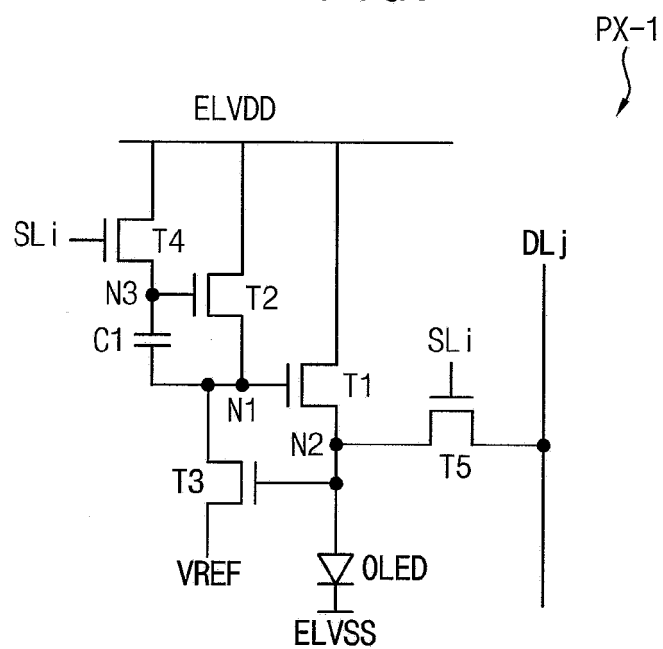 PX-1
ELVDD
SLi
T4
DLj
N3
T2
C1
SLi
T1
N1
N2
T5
T3
VREF
OLED
ELVSS